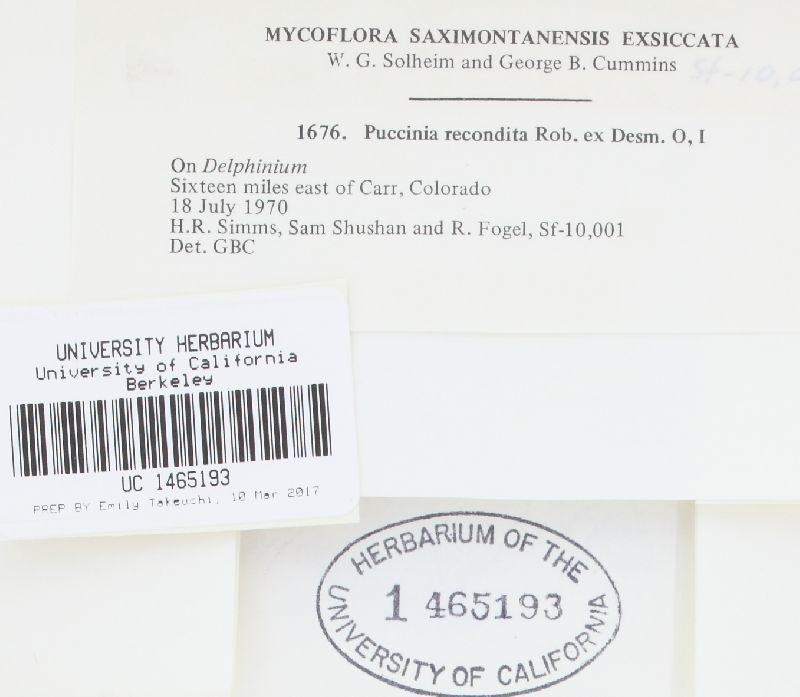 MYCOFLORA SAXIMONTANENSIS EXSICCATA
W. G. Solheim and George B. Cummins
1676. Puccinia recondita Rob. ex Desm. O, I
On Delphinium
Sixteen miles east of Carr, Colorado
18 July 1970
H.R. Simms, Sam Shushan and R. Fogel, Sf-10,001
Det. GBC
UNIVERSITY HERBARIUM
University of California
Berkeley
UC 1465193
PREP BY Emily Takeuchi, 10 Mar 2017
HERBARIUM OF THE
1 465193
UNIVERSITY OF CALIFORNIA